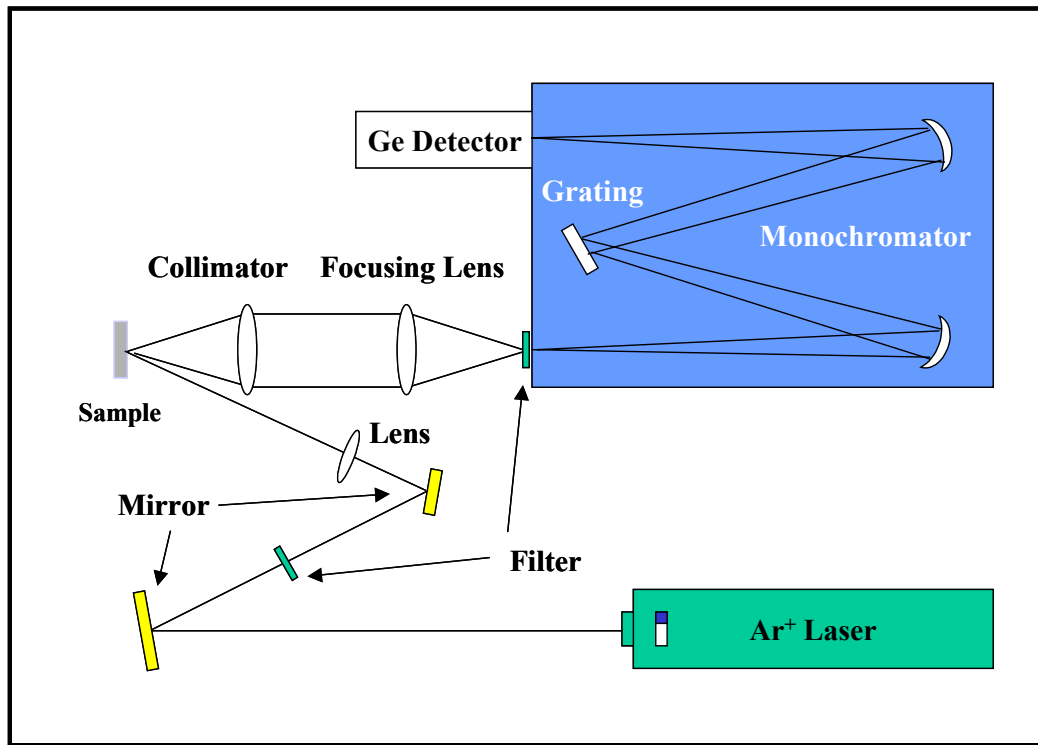 Ge Detector
Grating
Monochromator
Collimator
Focusing Lens
Sample
Lens
Mirror
Filter
Ar⁺ Laser